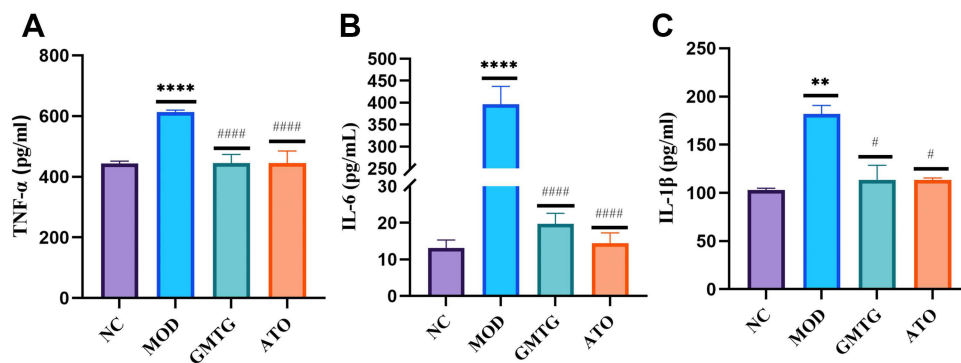 A
TNF-α (pg/ml)
800
600
400
200
0
****
####
####
NC
MOD
GMTG
ATO
B
IL-6 (pg/mL)
500
450
400
350
300
250
30
20
10
0
****
####
####
NC
MOD
GMTG
ATO
C
IL-1β (pg/ml)
250
200
150
100
50
0
**
#
#
NC
MOD
GMTG
ATO